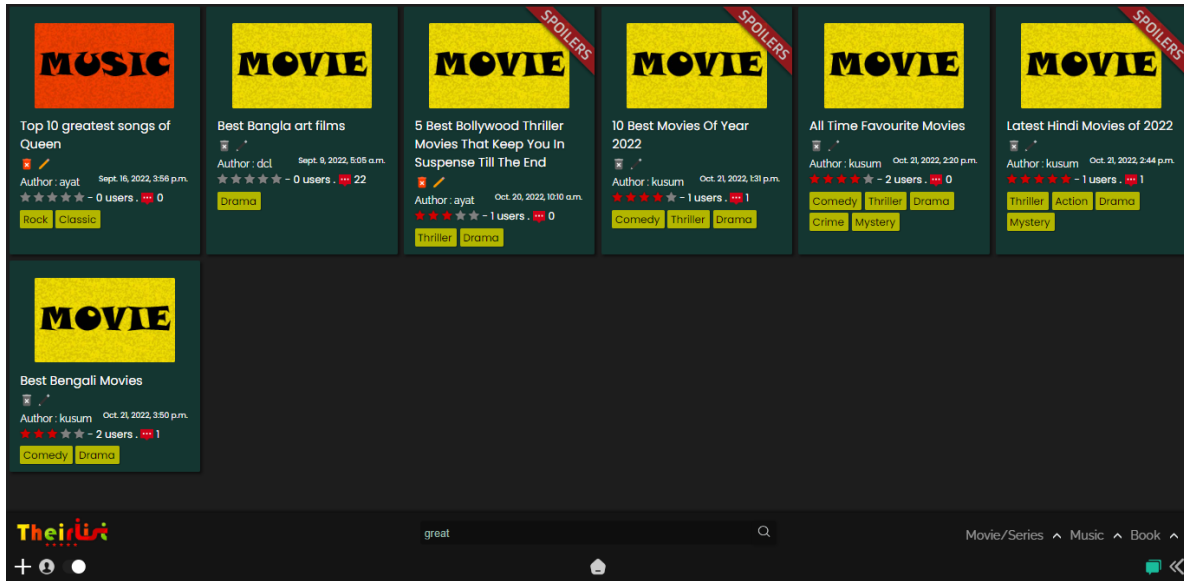 MUSIC
Top 10 greatest songs of
Queen
Author : ayat Sept. 16, 2022, 3:56 p.m.
- 0 users . 0
Rock Classic
MOVIE
Best Bangla art films
Author : dcl Sept. 9, 2022, 5:05 a.m.
- 0 users . 22
Drama
SPOILERS
MOVIE
5 Best Bollywood Thriller
Movies That Keep You In
Suspense Till The End
Author : ayat Oct. 20, 2022, 10:10 a.m.
- 1 users . 0
Thriller Drama
SPOILERS
MOVIE
10 Best Movies Of Year
2022
Author : kusum Oct. 21, 2022, 1:31 p.m.
- 1 users . 1
Comedy Thriller Drama
MOVIE
All Time Favourite Movies
Author : kusum Oct. 21, 2022, 2:20 p.m.
- 2 users . 0
Comedy Thriller Drama
Crime Mystery
SPOILERS
MOVIE
Latest Hindi Movies of 2022
Author : kusum Oct. 21, 2022, 2:44 p.m.
- 1 users . 1
Thriller Action Drama
Mystery
MOVIE
Best Bengali Movies
Author : kusum Oct. 21, 2022, 3:50 p.m.
- 2 users . 1
Comedy Drama
TheirList
great
Movie/Series Music Book